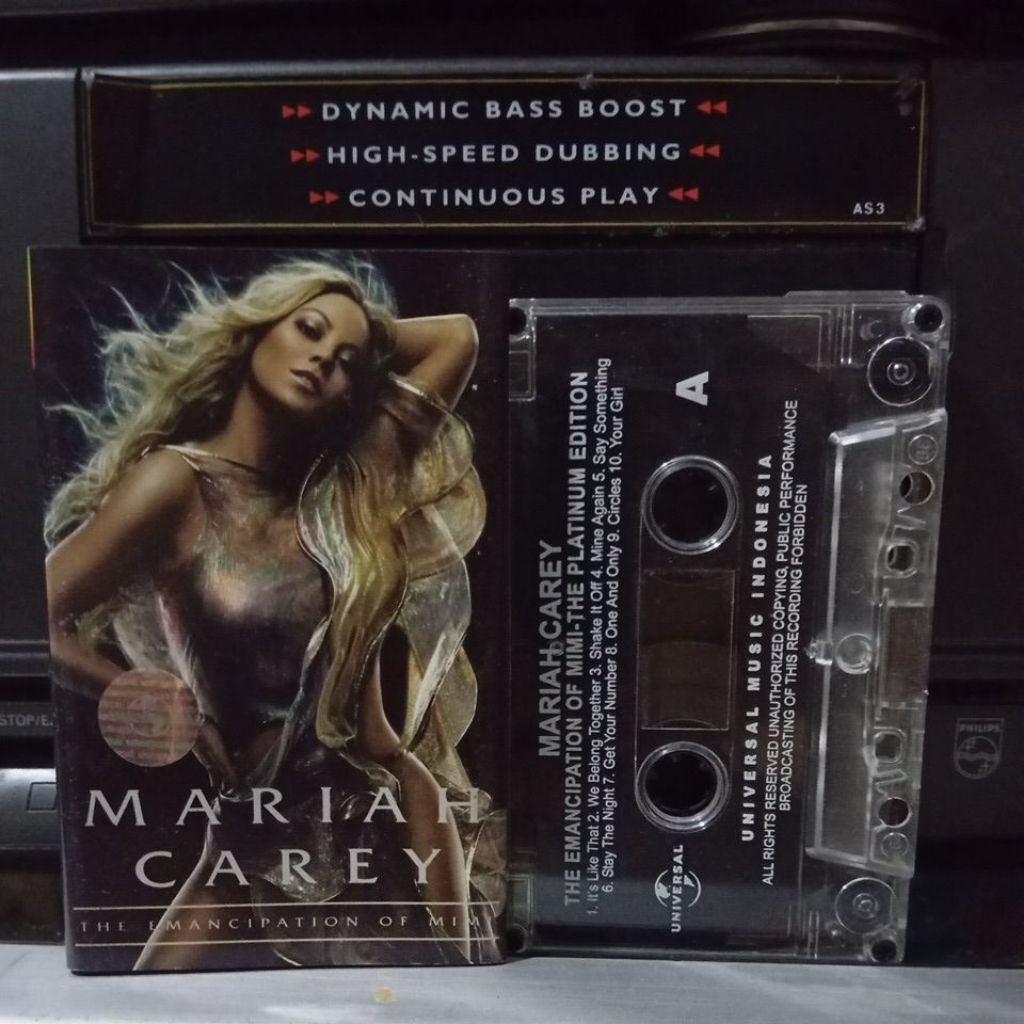 DYNAMIC BASS BOOST
HIGH-SPEED DUBBING
CONTINUOUS PLAY
AS3
MARIAH
CAREY
THE EMANCIPATION OF MIMI
MARIAH CAREY
THE EMANCIPATION OF MIMI-THE PLATINUM EDITION
1. It's Like That 2. We Belong Together 3. Shake It Off 4. Mine Again 5. Say Something
6. Stay The Night 7. Get Your Number 8. One And Only 9. Circles 10. Your Girl
A
UNIVERSAL
UNIVERSAL MUSIC INDONESIA
ALL RIGHTS RESERVED UNAUTHORIZED COPYING, PUBLIC PERFORMANCE
BROADCASTING OF THIS RECORDING FORBIDDEN
STOP/E
PHILIPS